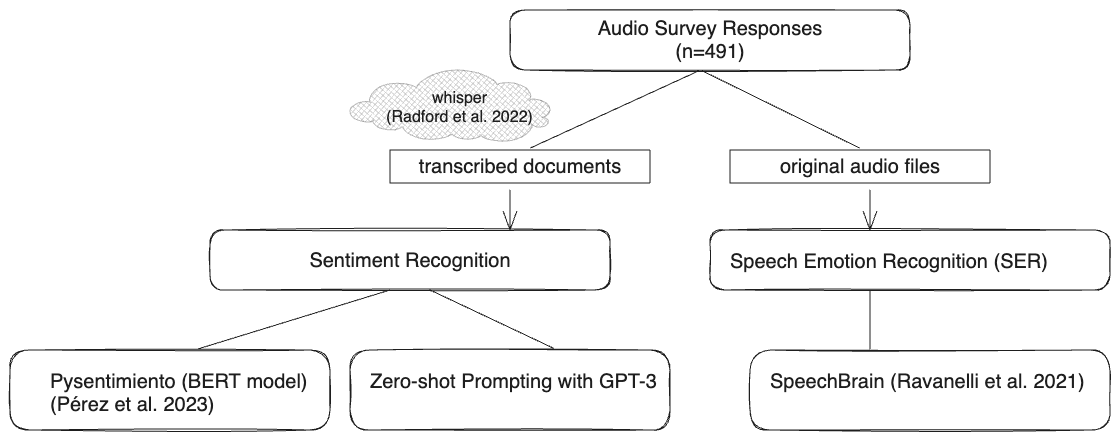 Audio Survey Responses
(n=491)
whisper
(Radford et al. 2022)
transcribed documents
original audio files
Sentiment Recognition
Speech Emotion Recognition (SER)
Pysentimiento (BERT model)
(Pérez et al. 2023)
Zero-shot Prompting with GPT-3
SpeechBrain (Ravanelli et al. 2021)